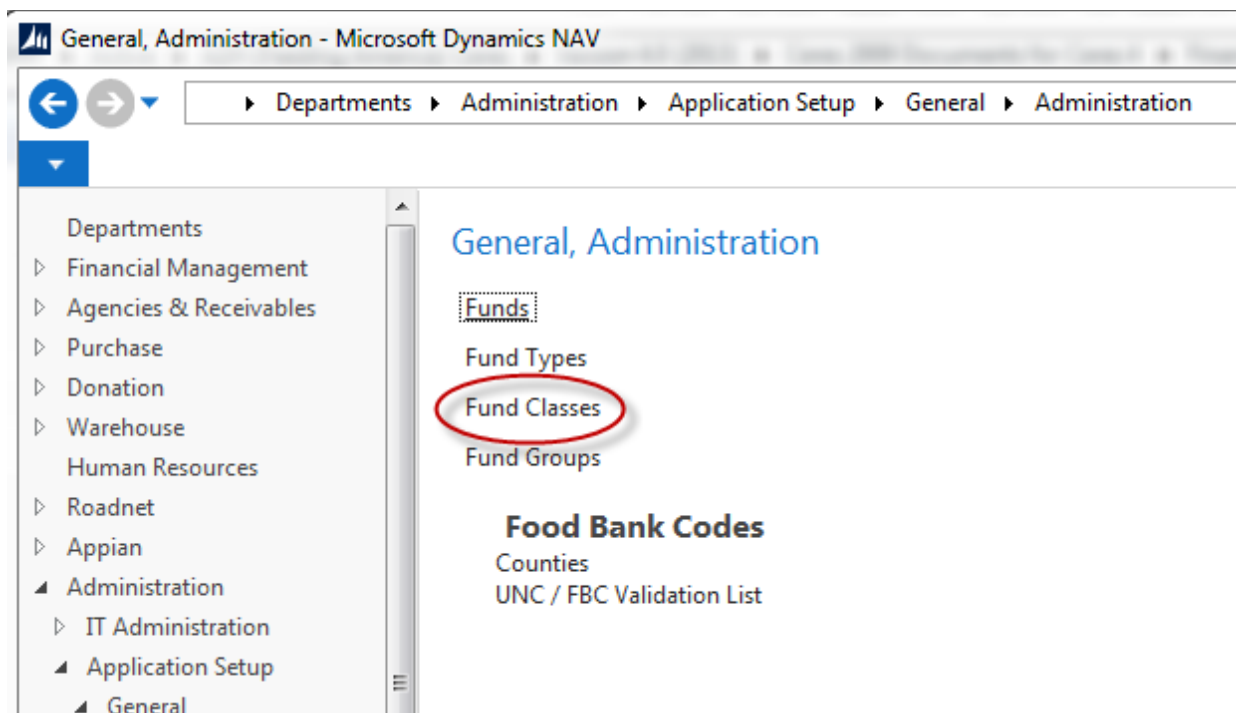 General, Administration - Microsoft Dynamics NAV
Departments Administration Application Setup General Administration
Departments
Financial Management
Agencies & Receivables
Purchase
Donation
Warehouse
Human Resources
Roadnet
Appian
Administration
IT Administration
Application Setup
General
General, Administration
Funds
Fund Types
Fund Classes
Fund Groups
Food Bank Codes
Counties
UNC / FBC Validation List